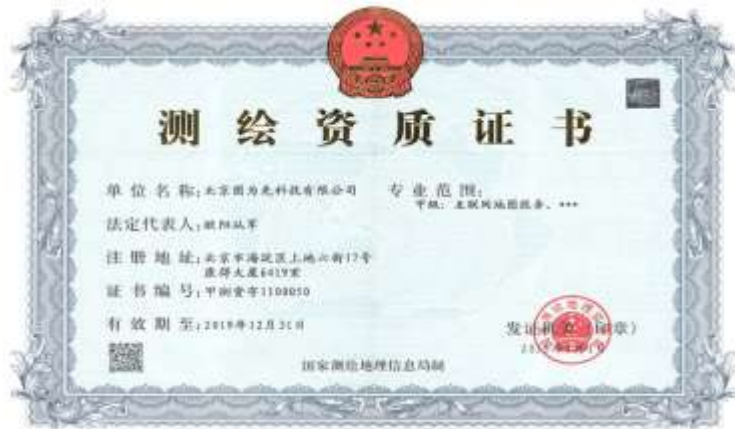 测绘资质证书
单位名称:北京图为先科技有限公司
专业范围:
甲级:互联网地图服务、***
法定代表人:欧阳从军
注册地址:北京市海淀区上地六街17号
康得大厦6419室
证书编号:甲测资字1100050
有效期至:2019年12月31日
发证机关(印章)
国家测绘地理信息局制